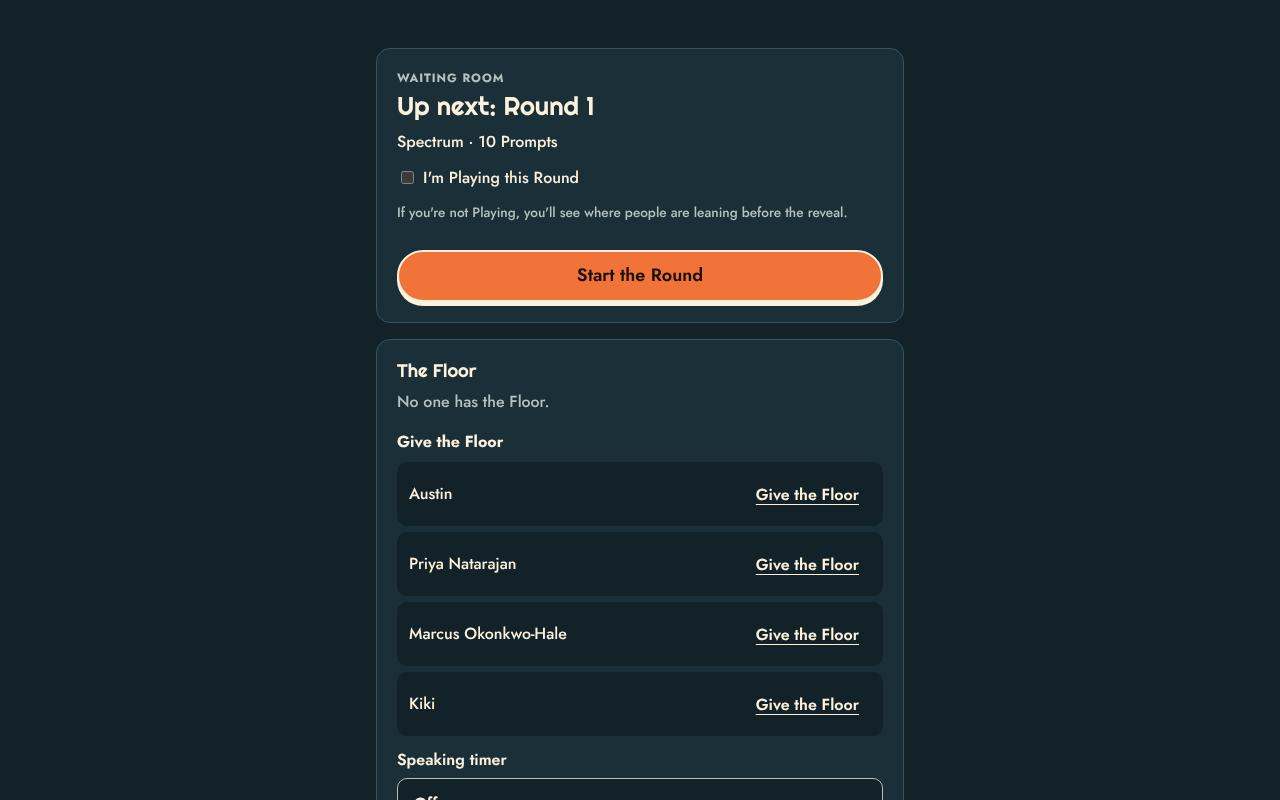 WAITING ROOM
Up next: Round 1
Spectrum · 10 Prompts
I'm Playing this Round
If you're not Playing, you'll see where people are leaning before the reveal.
Start the Round
The Floor
No one has the Floor.
Give the Floor
Austin Give the Floor
Priya Natarajan Give the Floor
Marcus Okonkwo-Hale Give the Floor
Kiki Give the Floor
Speaking timer